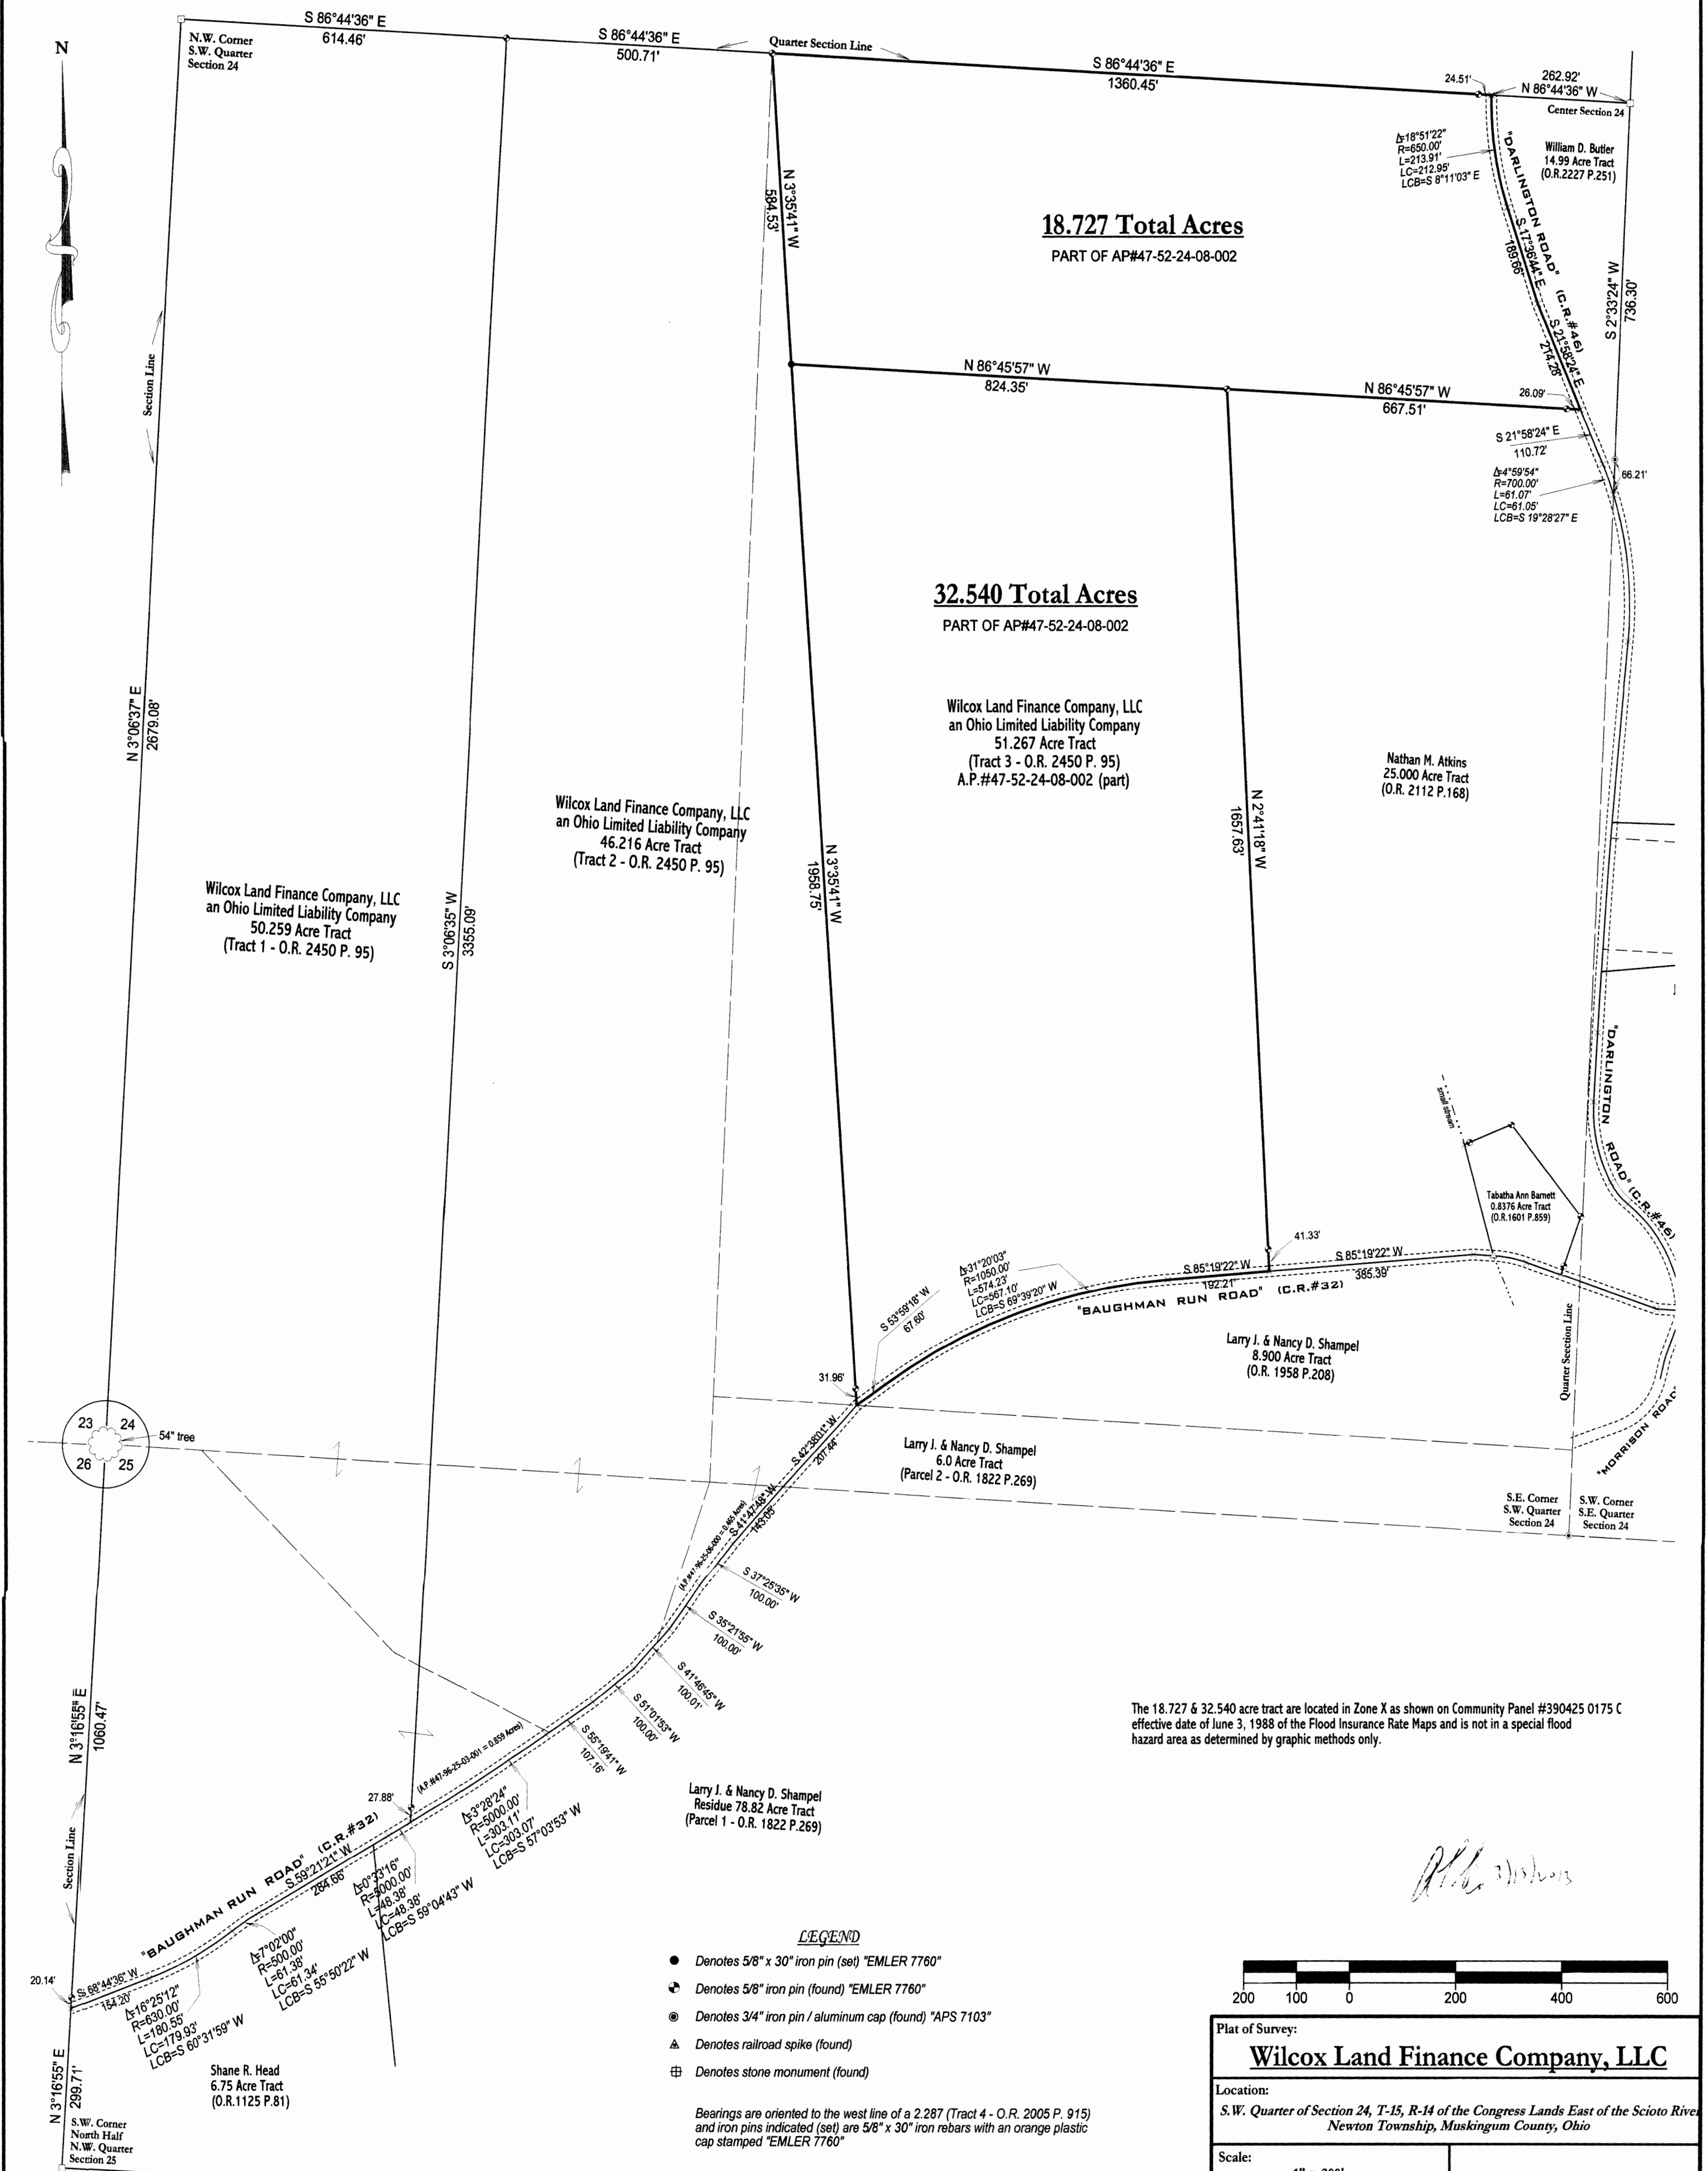 S 86°44'36" E
614.46'
S 86°44'36" E
500.71'
Quarter Section Line
S 86°44'36" E
1360.45'
24.51'
262.92'
N 86°44'36" W
Center Section 24
N
N.W. Corner
S.W. Quarter
Section 24
Δ=18°51'22"
R=650.00'
L=213.91'
LC=212.95'
LCB=S 8°11'03" E
"DARLINGTON ROAD" (C.R.#46)
William D. Butler
14.99 Acre Tract
(O.R.2227 P.251)
N 3°35'41" W
584.53'
18.727 Total Acres
PART OF AP#47-52-24-08-002
S 17°36'44" E
189.66'
S 21°58'24" E
214.28'
S 2°33'24" W
736.30'
Section Line
N 86°45'57" W
824.35'
N 86°45'57" W
667.51'
26.09'
S 21°58'24" E
110.72'
66.21'
Δ=4°59'54"
R=700.00'
L=61.07'
LC=61.05'
LCB=S 19°28'27" E
32.540 Total Acres
PART OF AP#47-52-24-08-002
N 3°06'37" E
2679.08'
Wilcox Land Finance Company, LLC
an Ohio Limited Liability Company
51.267 Acre Tract
(Tract 3 - O.R. 2450 P. 95)
A.P.#47-52-24-08-002 (part)
Nathan M. Atkins
25.000 Acre Tract
(O.R. 2112 P.168)
Wilcox Land Finance Company, LLC
an Ohio Limited Liability Company
46.216 Acre Tract
(Tract 2 - O.R. 2450 P. 95)
N 2°41'18" W
1657.63'
N 3°35'41" W
1958.75'
Wilcox Land Finance Company, LLC
an Ohio Limited Liability Company
50.259 Acre Tract
(Tract 1 - O.R. 2450 P. 95)
S 3°06'35" W
3355.09'
"DARLINGTON ROAD" (C.R.#46)
small stream
Tabatha Ann Barnett
0.8376 Acre Tract
(O.R.1601 P.859)
41.33'
S 85°19'22" W
192.21'
S 85°19'22" W
385.39'
Δ=31°20'03"
R=1050.00'
L=574.23'
LC=567.10'
LCB=S 69°39'20" W
"BAUGHMAN RUN ROAD" (C.R.#32)
S 53°59'18" W
67.60'
Larry J. & Nancy D. Shampel
8.900 Acre Tract
(O.R. 1958 P.208)
Quarter Seection Line
31.96'
23 24
26 25
54" tree
S 42°38'01" W
207.44'
Larry J. & Nancy D. Shampel
6.0 Acre Tract
(Parcel 2 - O.R. 1822 P.269)
"MORRISON ROAD"
S.E. Corner
S.W. Quarter
Section 24
S.W. Corner
S.E. Quarter
Section 24
S 41°47'48" W
143.05'
(A.P.#47-96-25-06-000 = 0.465 Acres)
S 37°25'35" W
100.00'
S 35°21'55" W
100.00'
S 41°46'45" W
100.01'
S 51°01'53" W
100.00'
S 55°19'41" W
107.16'
N 3°16'55" E
1060.47'
The 18.727 & 32.540 acre tract are located in Zone X as shown on Community Panel #390425 0175 C
effective date of June 3, 1988 of the Flood Insurance Rate Maps and is not in a special flood
hazard area as determined by graphic methods only.
(A.P.#47-96-25-03-001 = 0.859 Acres)
27.88'
Larry J. & Nancy D. Shampel
Residue 78.82 Acre Tract
(Parcel 1 - O.R. 1822 P.269)
Δ=3°28'24"
R=5000.00'
L=303.11'
LC=303.07'
LCB=S 57°03'53" W
Section Line
"BAUGHMAN RUN ROAD" (C.R.#32)
S 59°21'21" W
284.66'
Δ=0°33'16"
R=5000.00'
L=48.38'
LC=48.38'
LCB=S 59°04'43" W
Δ=7°02'00"
R=500.00'
L=61.38'
LC=61.34'
LCB=S 55°50'22" W
20.14'
S 68°44'36" W
154.20'
Δ=16°25'12"
R=630.00'
L=180.55'
LC=179.93'
LCB=S 60°31'59" W
LEGEND
Denotes 5/8" x 30" iron pin (set) "EMLER 7760"
Denotes 5/8" iron pin (found) "EMLER 7760"
Denotes 3/4" iron pin / aluminum cap (found) "APS 7103"
Denotes railroad spike (found)
Denotes stone monument (found)
Bearings are oriented to the west line of a 2.287 (Tract 4 - O.R. 2005 P. 915)
and iron pins indicated (set) are 5/8" x 30" iron rebars with an orange plastic
cap stamped "EMLER 7760"
Shane R. Head
6.75 Acre Tract
(O.R.1125 P.81)
N 3°16'55" E
299.71'
S.W. Corner
North Half
N.W. Quarter
Section 25
200 100 0 200 400 600
Plat of Survey:
Wilcox Land Finance Company, LLC
Location:
S.W. Quarter of Section 24, T-15, R-14 of the Congress Lands East of the Scioto River
Newton Township, Muskingum County, Ohio
Scale: